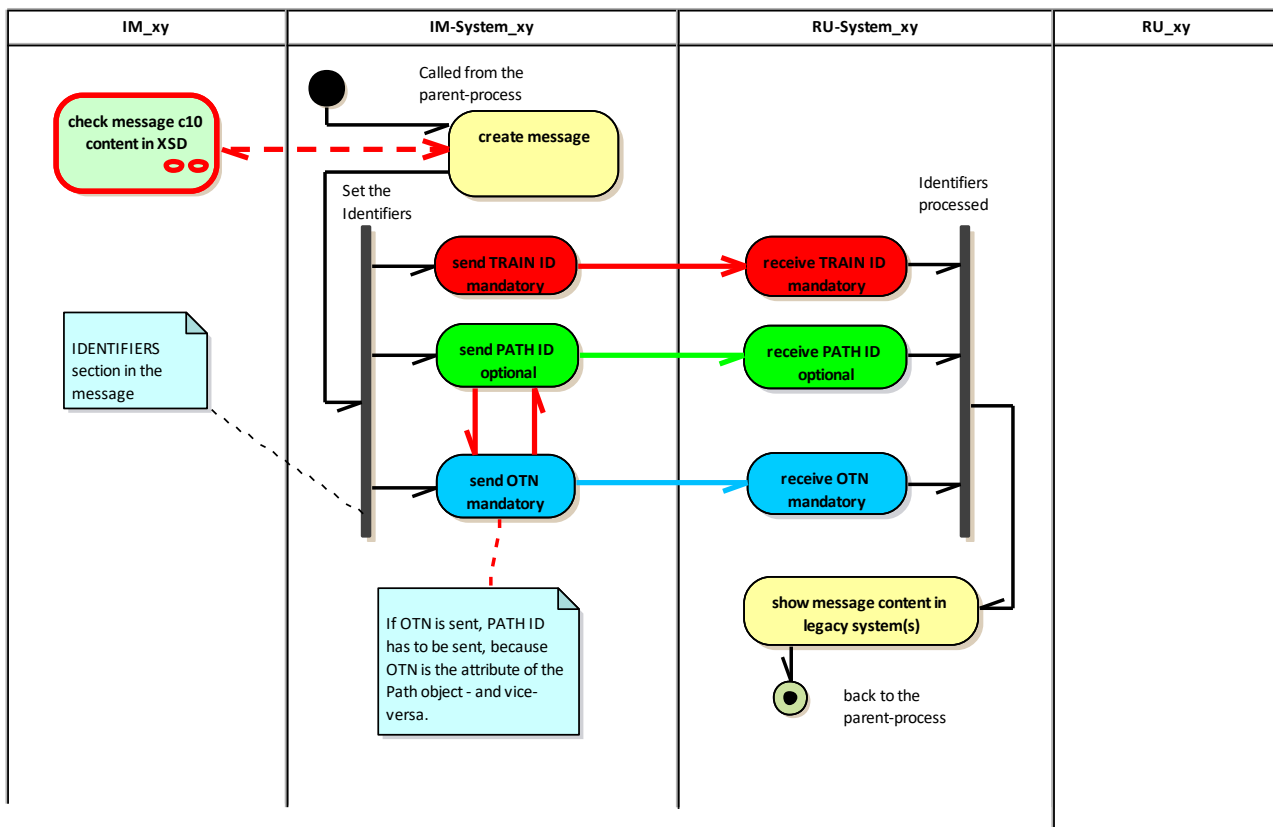 IM_xy
IM-System_xy
RU-System_xy
RU_xy
Called from the
parent-process
check message c10
content in XSD
create message
Set the
Identifiers
Identifiers
processed
send TRAIN ID
mandatory
receive TRAIN ID
mandatory
IDENTIFIERS
section in the
message
send PATH ID
optional
receive PATH ID
optional
send OTN
mandatory
receive OTN
mandatory
If OTN is sent, PATH ID
has to be sent, because
OTN is the attribute of the
Path object - and vice-
versa.
show message content in
legacy system(s)
back to the
parent-process